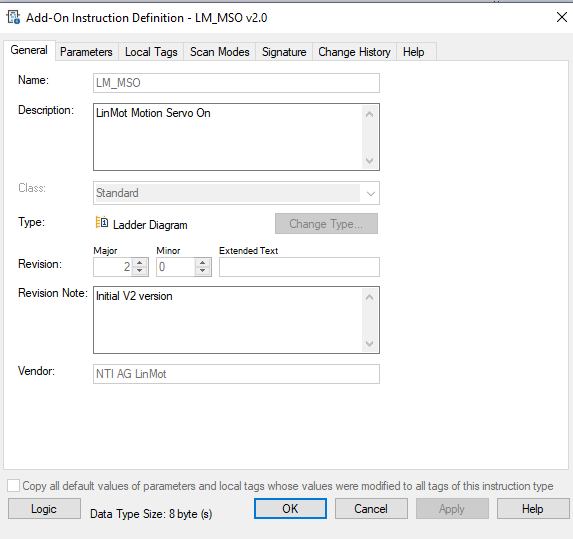 Add-On Instruction Definition - LM_MSO v2.0
General Parameters Local Tags Scan Modes Signature Change History Help
Name: LM_MSO
Description: LinMot Motion Servo On
Class: Standard
Type: Ladder Diagram Change Type...
Major Minor Extended Text
Revision: 2 0
Revision Note: Initial V2 version
Vendor: NTI AG LinMot
Copy all default values of parameters and local tags whose values were modified to all tags of this instruction type
Logic Data Type Size: 8 byte (s) OK Cancel Apply Help